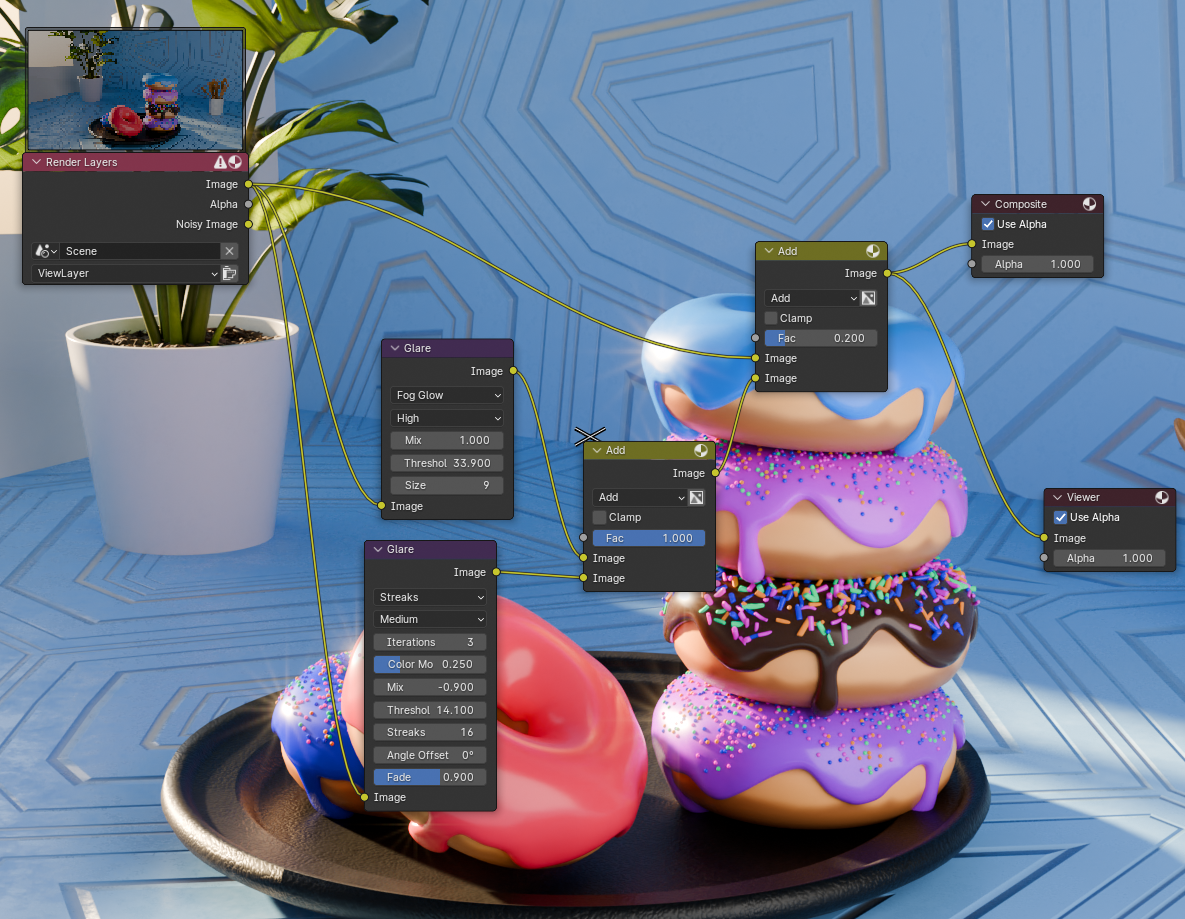 Render Layers
Image
Alpha
Noisy Image
Scene
ViewLayer
Glare
Image
Fog Glow
High
Mix 1.000
Threshol 33.900
Size 9
Image
Glare
Image
Streaks
Medium
Iterations 3
Color Mo 0.250
Mix -0.900
Threshol 14.100
Streaks 16
Angle Offset 0°
Fade 0.900
Image
Add
Image
Add
Clamp
Fac 1.000
Image
Image
Add
Image
Add
Clamp
Fac 0.200
Image
Image
Composite
Use Alpha
Image
Alpha 1.000
Viewer
Use Alpha
Image
Alpha 1.000